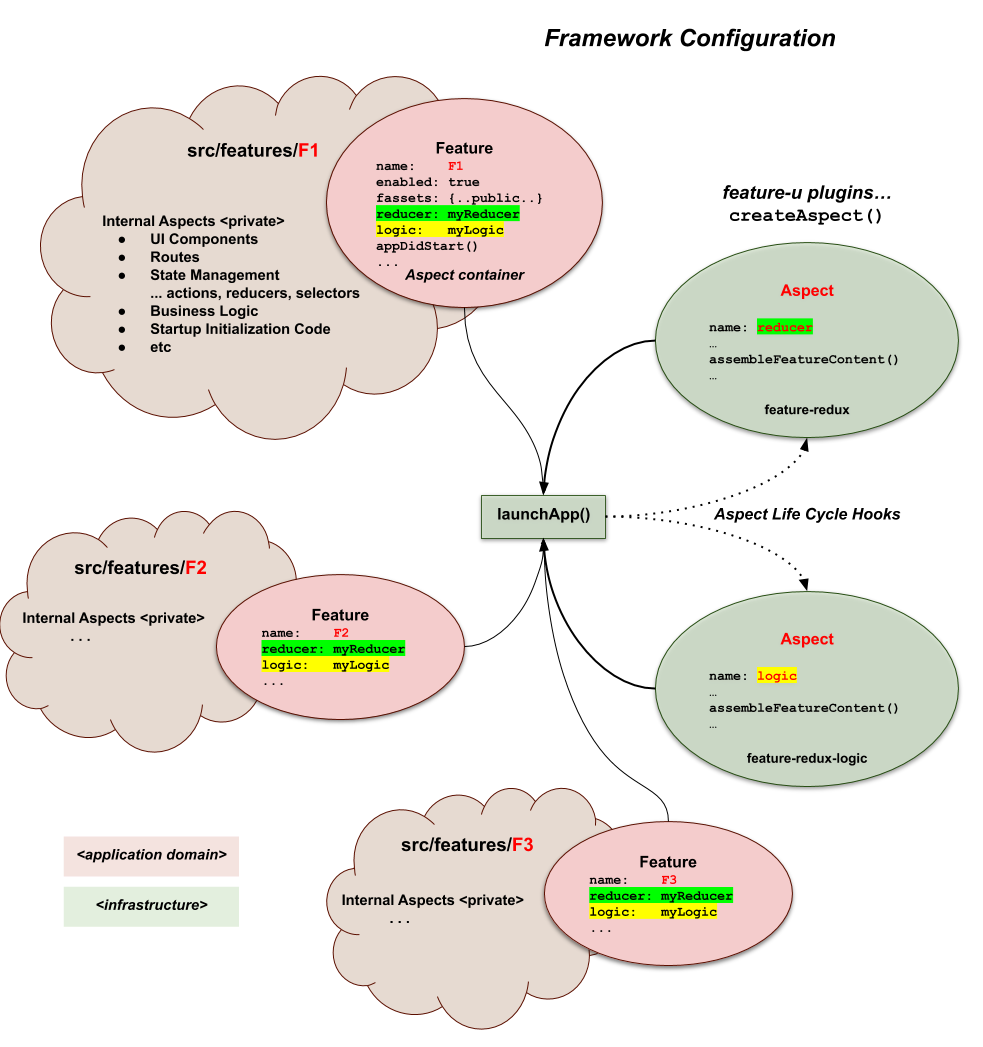 Framework Configuration
src/features/F1
Internal Aspects <private>
● UI Components
● Routes
● State Management
... actions, reducers, selectors
● Business Logic
● Startup Initialization Code
● etc
Feature
name: F1
enabled: true
fassets: {..public..}
reducer: myReducer
logic: myLogic
appDidStart()
...
Aspect container
feature-u plugins…
createAspect()
Aspect
name: reducer
…
assembleFeatureContent()
…
feature-redux
launchApp()
Aspect Life Cycle Hooks
src/features/F2
Internal Aspects <private>
...
Feature
name: F2
reducer: myReducer
logic: myLogic
...
Aspect
name: logic
…
assembleFeatureContent()
…
feature-redux-logic
src/features/F3
Internal Aspects <private>
...
Feature
name: F3
reducer: myReducer
logic: myLogic
...
<application domain>
<infrastructure>